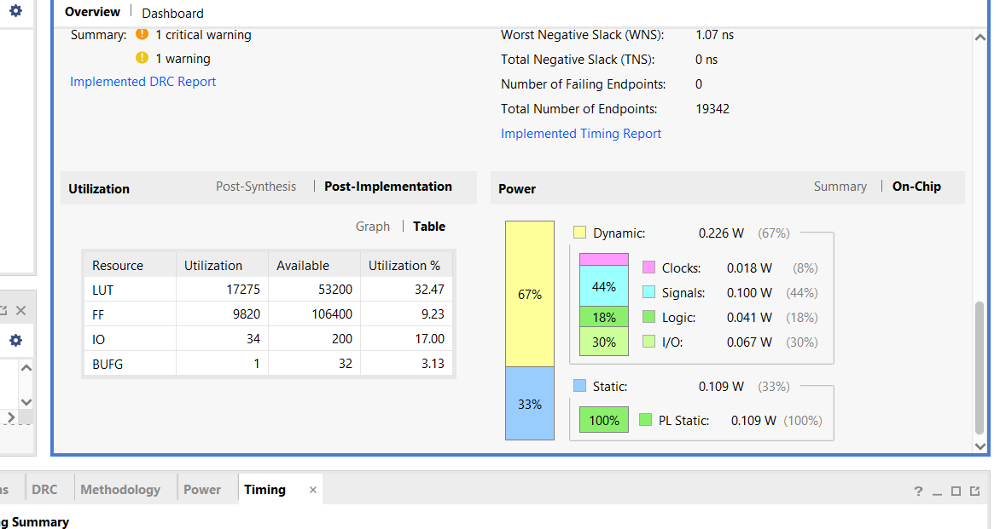 Overview | Dashboard
Summary: 1 critical warning
1 warning
Implemented DRC Report
Worst Negative Slack (WNS): 1.07 ns
Total Negative Slack (TNS): 0 ns
Number of Failing Endpoints: 0
Total Number of Endpoints: 19342
Implemented Timing Report
Utilization Post-Synthesis | Post-Implementation
Graph | Table
Resource Utilization Available Utilization %
LUT 17275 53200 32.47
FF 9820 106400 9.23
IO 34 200 17.00
BUFG 1 32 3.13
Power Summary | On-Chip
67%
33%
Dynamic: 0.226 W (67%)
44%
18%
30%
Clocks: 0.018 W (8%)
Signals: 0.100 W (44%)
Logic: 0.041 W (18%)
I/O: 0.067 W (30%)
Static: 0.109 W (33%)
100% PL Static: 0.109 W (100%)
ns DRC Methodology Power Timing × ?
g Summary